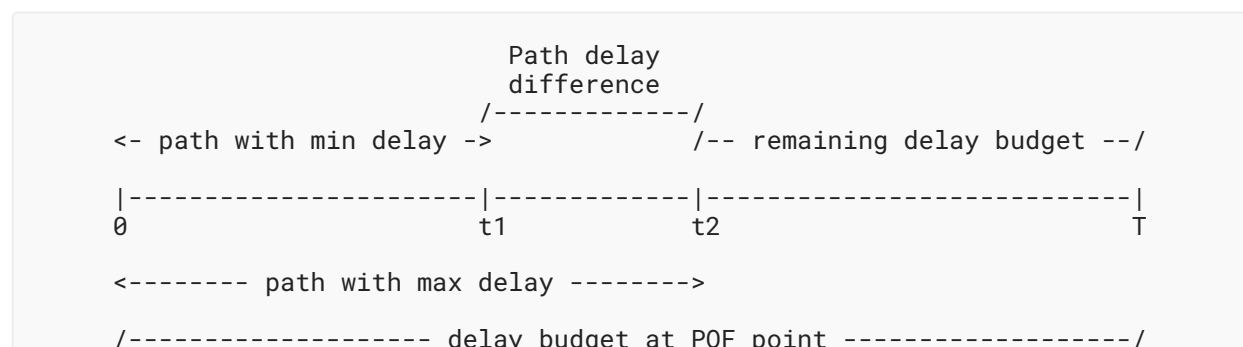 Path delay
difference
/-------------/
<- path with min delay ->             /-- remaining delay budget --/
|-----------------------|-------------|----------------------------|
0                       t1            t2                           T
<-------- path with max delay -------->
/-------------------- delay budget at POF point -------------------/